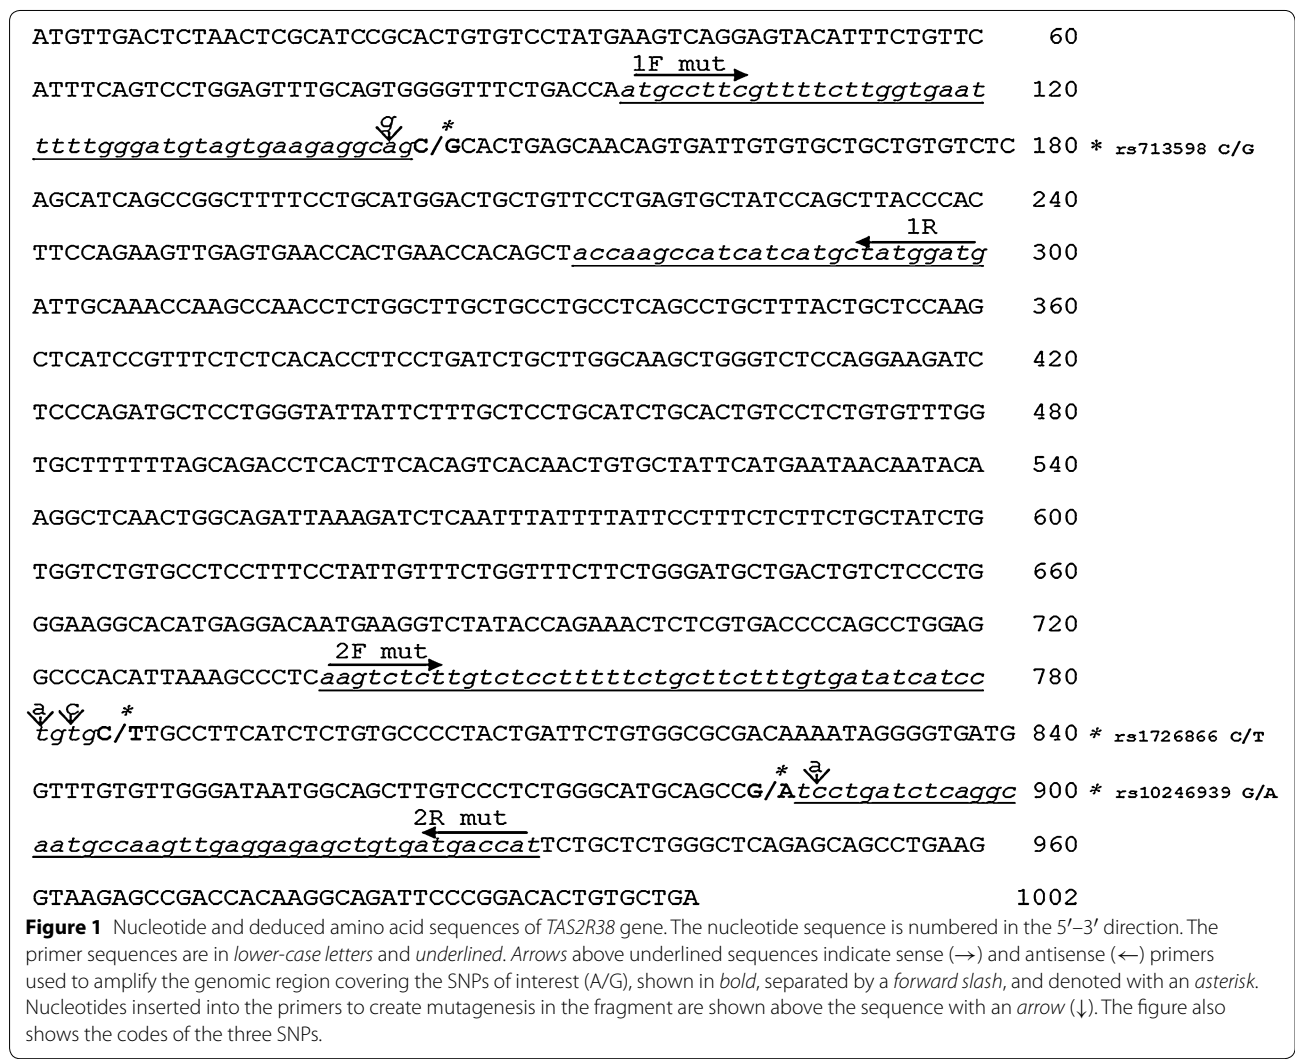 ATGTTGACTCTAACTCGCATCCGCACTGTGTCCTATGAAGTCAGGAGTACATTTCTGTTC 60
1F mut
ATTTCAGTCCTGGAGTTTGCAGTGGGGTTTCTGACCAatgccttcgttttcttggtgaat 120
g *
ttttgggatgtagtgaagaggcagC/GGCACTGAGCAACAGTGATTGTGTGCTGCTGTGTCTC 180 * rs713598 C/G
AGCATCAGCCGGCTTTTCCTGCATGGACTGCTGTTCCTGAGTGCTATCCAGCTTACCCAC 240
1R
TTCCAGAAGTTGAGTGAACCACTGAACCACAGCTaccaagccatcatcatgctatggatg 300
ATTGCAAACCAAGCCAACCTCTGGCTTGCTGCCTGCCTCAGCCTGCTTTACTGCTCCAAG 360
CTCATCCGTTTCTCTCACACCTTCCTGATCTGCTTGGCAAGCTGGGTCTCCAGGAAGATC 420
TCCCAGATGCTCCTGGGTATTATTCTTTGCTCCTGCATCTGCACTGTCCTCTGTGTTTGG 480
TGCTTTTTTAGCAGACCTCACTTCACAGTCACAACTGTGCTATTCATGAATAACAATACA 540
AGGCTCAACTGGCAGATTAAAGATCTCAATTTATTTTATTCCTTTCTCTTCTGCTATCTG 600
TGGTCTGTGCCTCCTTTCCTATTGTTTCTGGTTTCTTCTGGGATGCTGACTGTCTCCCTG 660
GGAAGGCACATGAGGACAATGAAGGTCTATACCAGAAACTCTCGTGACCCCAGCCTGGAG 720
2F mut
GCCCACATTAAAGCCCTCaagtctcttgtctcctttttctgcttctttgtgatatcatcc 780
a c *
tgtgC/TTGCCTTCATCTCTGTGCCCCTACTGATTCTGTGGCGCGACAAAATAGGGGTGATG 840 * rs1726866 C/T
* a
GTTTGTGTTGGGATAATGGCAGCTTGTCCCTCTGGGCATGCAGCCG/Atcctgatctcaggc 900 * rs10246939 G/A
2R mut
aatgccaagttgaggagagctgtgatgaccatTCTGCTCTGGGCTCAGAGCAGCCTGAAG 960
GTAAGAGCCGACCACAAGGCAGATTCCCGGACACTGTGCTGA 1002
Figure 1 Nucleotide and deduced amino acid sequences of TAS2R38 gene. The nucleotide sequence is numbered in the 5′–3′ direction. The
primer sequences are in lower-case letters and underlined. Arrows above underlined sequences indicate sense (→) and antisense (←) primers
used to amplify the genomic region covering the SNPs of interest (A/G), shown in bold, separated by a forward slash, and denoted with an asterisk.
Nucleotides inserted into the primers to create mutagenesis in the fragment are shown above the sequence with an arrow (↓). The figure also
shows the codes of the three SNPs.